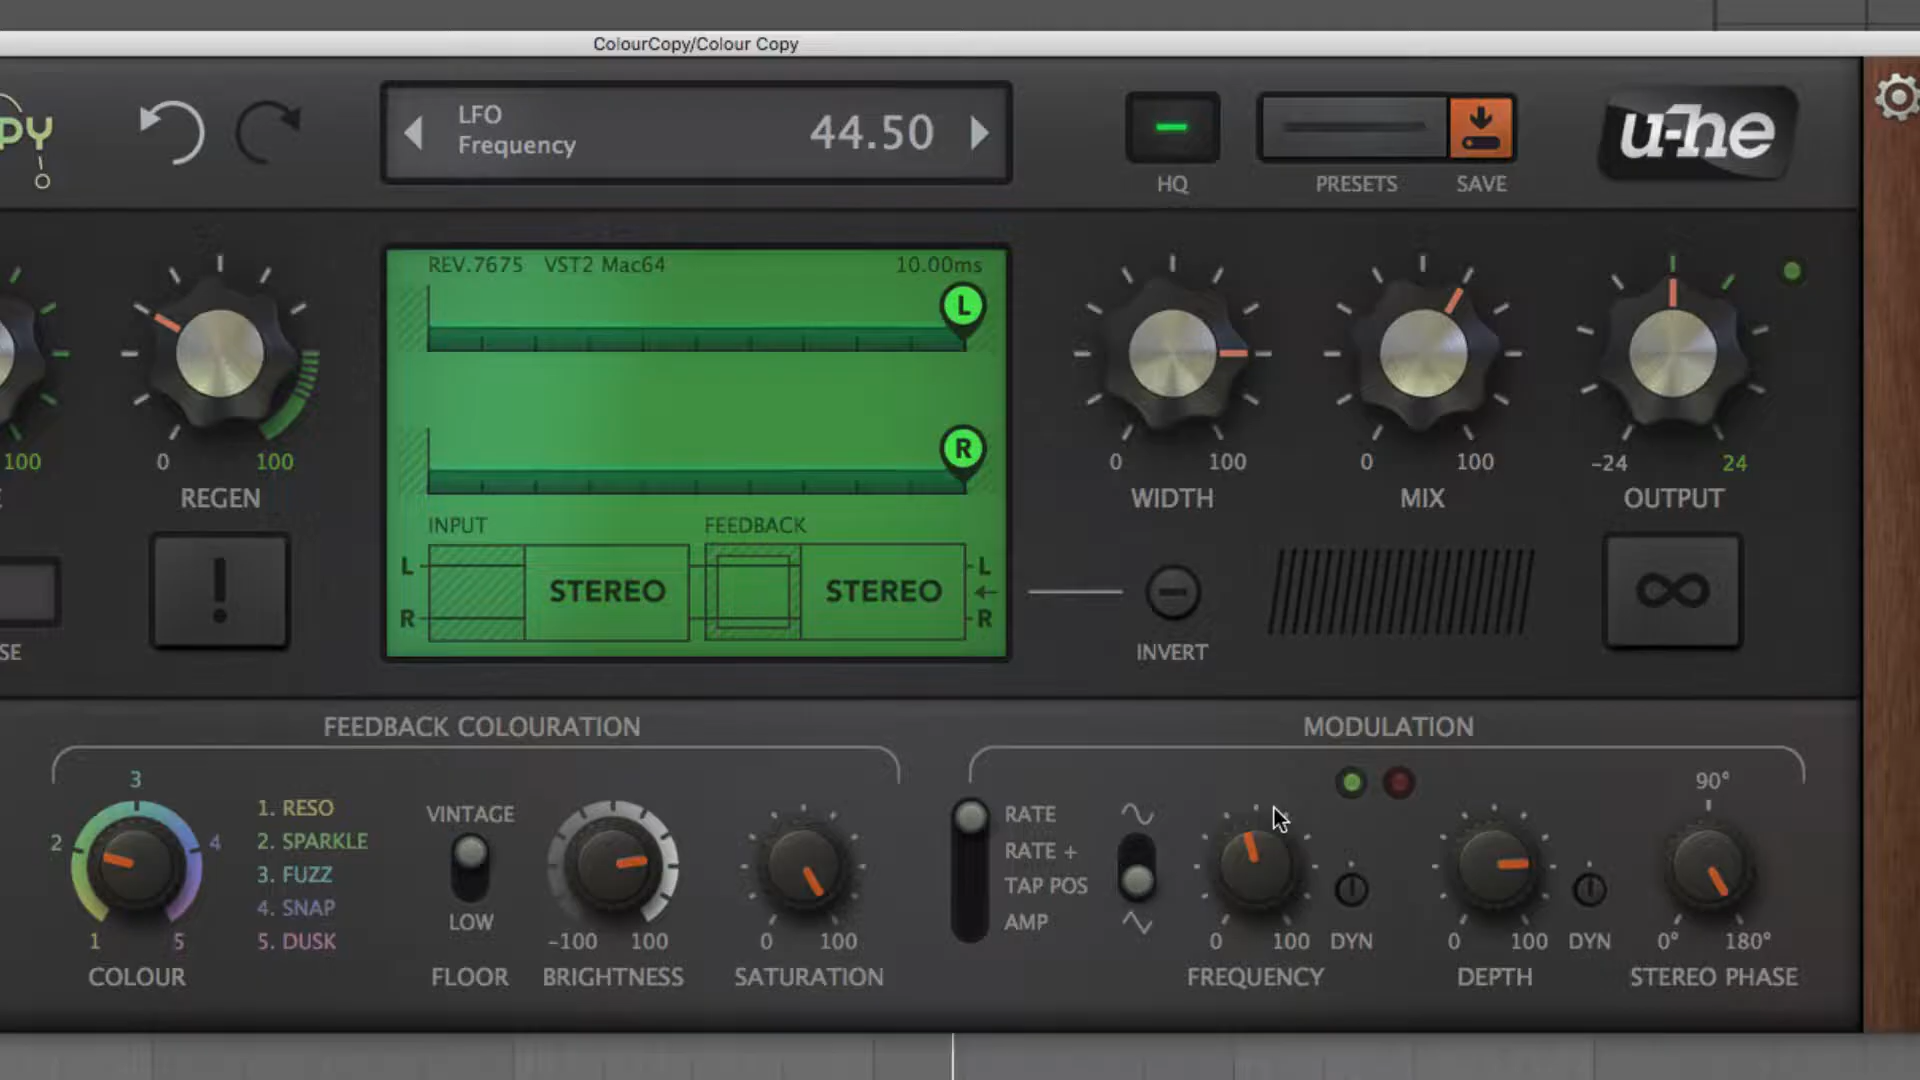 ColourCopy/Colour Copy
PY
LFO
Frequency
44.50
HQ
PRESETS
SAVE
u-he
REV.7675 VST2 Mac64 10.00ms
L
R
INPUT
FEEDBACK
L
R
STEREO
STEREO
L
R
100
0 100
REGEN
!
SE
0 100
WIDTH
0 100
MIX
-24 24
OUTPUT
INVERT
∞
FEEDBACK COLOURATION
1 2 3 4 5
COLOUR
1. RESO
2. SPARKLE
3. FUZZ
4. SNAP
5. DUSK
VINTAGE
LOW
FLOOR
-100 100
BRIGHTNESS
0 100
SATURATION
MODULATION
RATE
RATE +
TAP POS
AMP
0 100
FREQUENCY
DYN
0 100
DEPTH
DYN
90°
0° 180°
STEREO PHASE